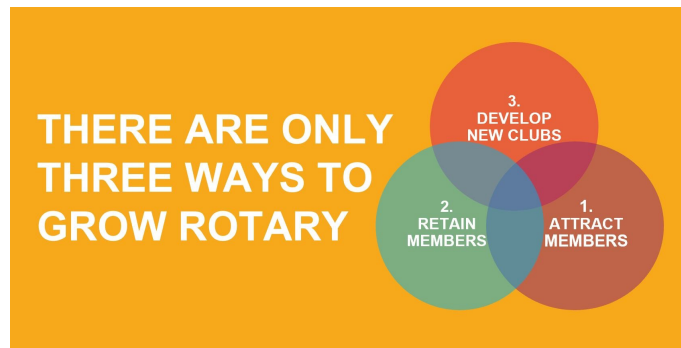 THERE ARE ONLY
THREE WAYS TO
GROW ROTARY
3.
DEVELOP
NEW CLUBS
2.
RETAIN
MEMBERS
1.
ATTRACT
MEMBERS